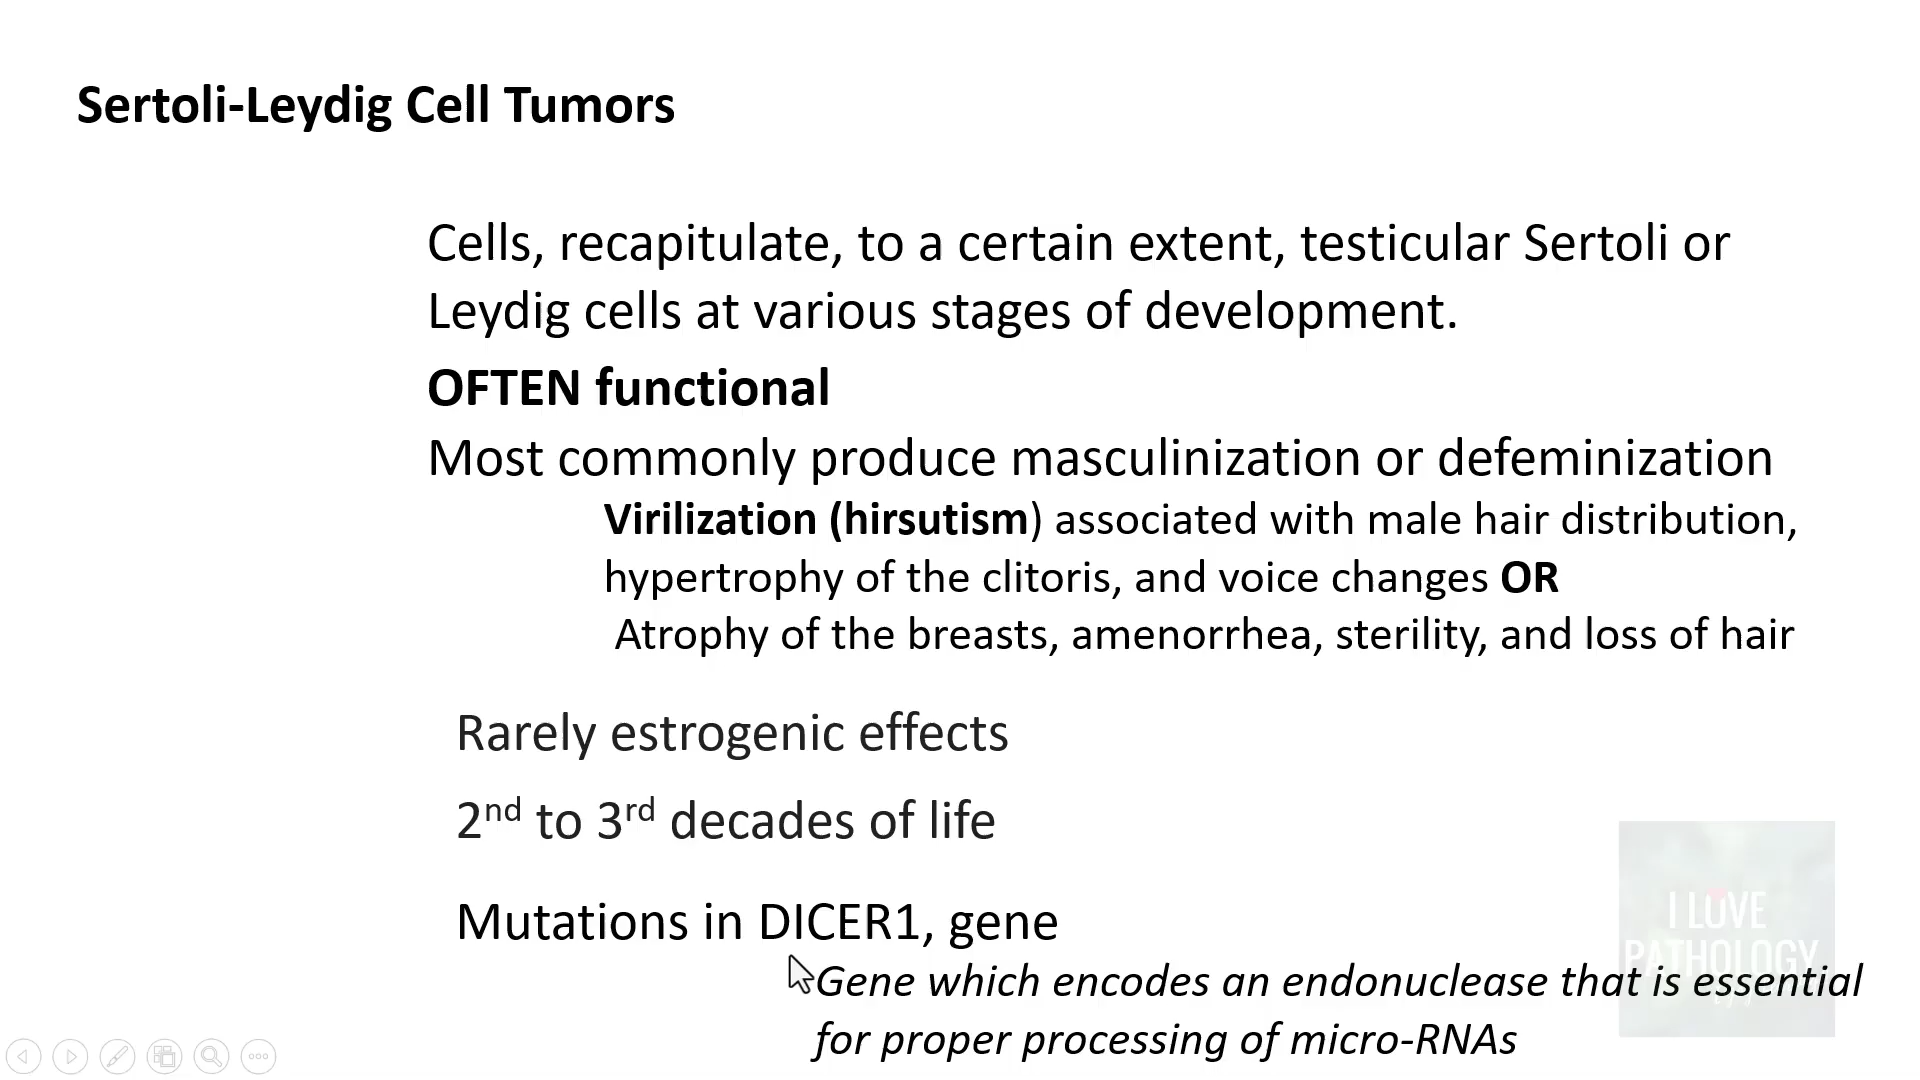 Sertoli-Leydig Cell Tumors
Cells, recapitulate, to a certain extent, testicular Sertoli or
Leydig cells at various stages of development.
OFTEN functional
Most commonly produce masculinization or defeminization
Virilization (hirsutism) associated with male hair distribution,
hypertrophy of the clitoris, and voice changes OR
Atrophy of the breasts, amenorrhea, sterility, and loss of hair
Rarely estrogenic effects
2nd to 3rd decades of life
Mutations in DICER1, gene
Gene which encodes an endonuclease that is essential
for proper processing of micro-RNAs
I LOVE
PATHOLOGY